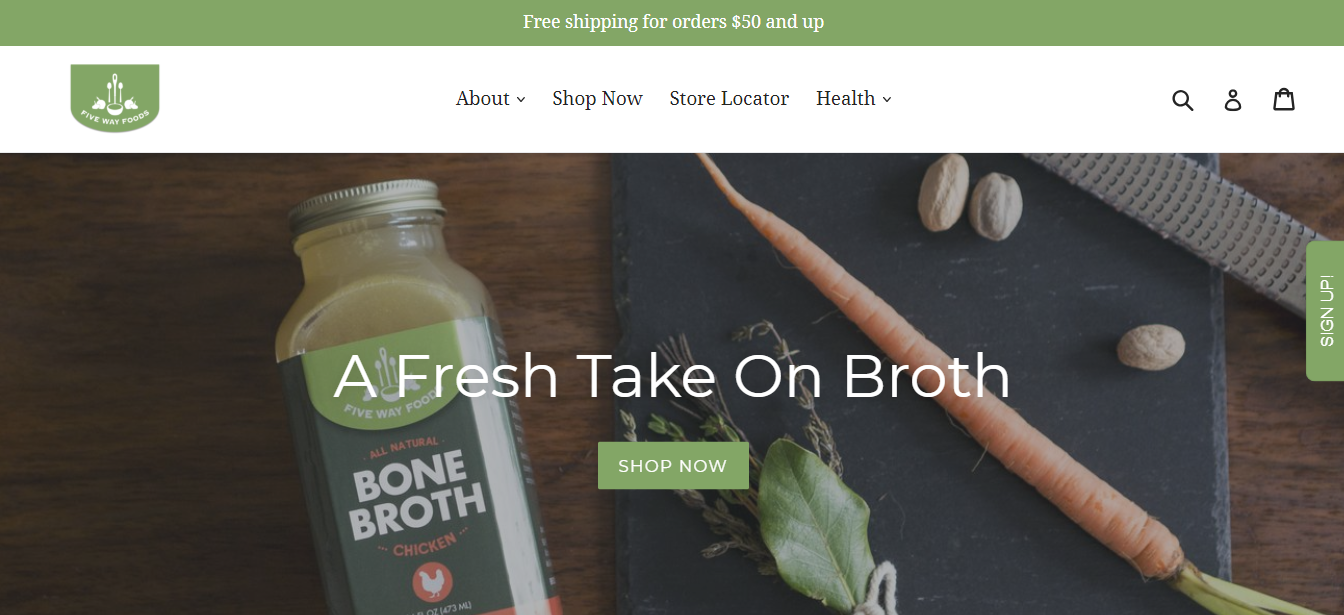 Free shipping for orders $50 and up
FIVE WAY FOODS
About
Shop Now
Store Locator
Health
SIGN UP!
A Fresh Take On Broth
SHOP NOW
FIVE WAY FOODS
ALL NATURAL
BONE
BROTH
CHICKEN
FL OZ (473 ML)